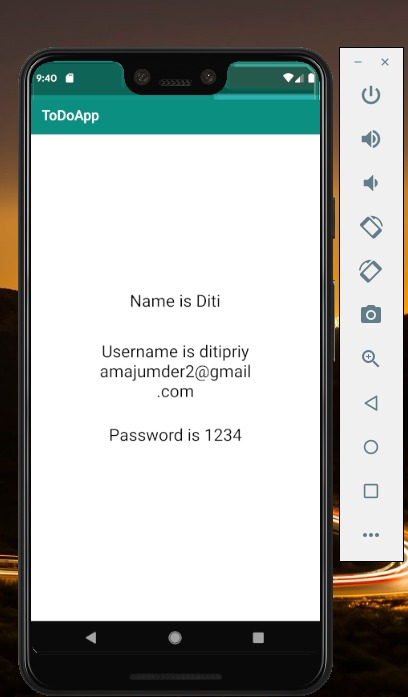 9:40
ToDoApp
Name is Diti
Username is ditipriy
amajumder2@gmail
.com
Password is 1234